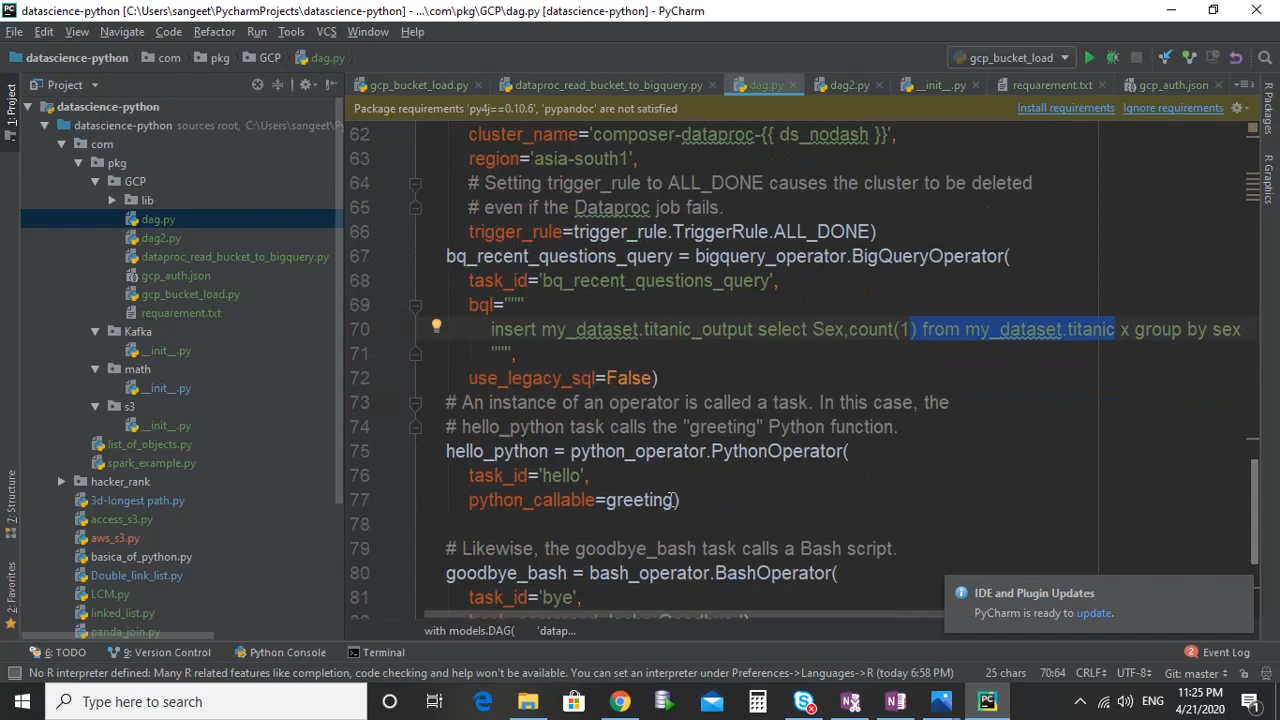 datascience-python [C:\Users\sangeet\PycharmProjects\datascience-python] - ...\com\pkg\GCP\dag.py [datascience-python] - PyCharm
File Edit View Navigate Code Refactor Run Tools VCS Window Help
datascience-python com pkg GCP dag.py gcp_bucket_load
Project gcp_bucket_load.py dataproc_read_bucket_to_bigquery.py dag.py dag2.py __init__.py requarement.txt gcp_auth.json
Package requirements 'py4j==0.10.6', 'pypandoc' are not satisfied Install requirements Ignore requirements
1: Project
7: Structure
2: Favorites
R Packages
R Graphics
datascience-python
datascience-python sources root, C:\Users\sangeet\P
com
pkg
GCP
lib
dag.py
dag2.py
dataproc_read_bucket_to_bigquery.py
gcp_auth.json
gcp_bucket_load.py
requarement.txt
Kafka
__init__.py
math
__init__.py
s3
__init__.py
list_of_objects.py
spark_example.py
hacker_rank
3d-longest path.py
access_s3.py
aws_s3.py
basica_of_python.py
Double_link_list.py
LCM.py
linked_list.py
panda_join.py
62 cluster_name='composer-dataproc-{{ ds_nodash }}',
63 region='asia-south1',
64 # Setting trigger_rule to ALL_DONE causes the cluster to be deleted
65 # even if the Dataproc job fails.
66 trigger_rule=trigger_rule.TriggerRule.ALL_DONE)
67 bq_recent_questions_query = bigquery_operator.BigQueryOperator(
68 task_id='bq_recent_questions_query',
69 bql="""
70 insert my_dataset.titanic_output select Sex,count(1) from my_dataset.titanic x group by sex
71 """,
72 use_legacy_sql=False)
73 # An instance of an operator is called a task. In this case, the
74 # hello_python task calls the "greeting" Python function.
75 hello_python = python_operator.PythonOperator(
76 task_id='hello',
77 python_callable=greeting)
78
79 # Likewise, the goodbye_bash task calls a Bash script.
80 goodbye_bash = bash_operator.BashOperator(
81 task_id='bye',
with models.DAG( 'datap...
IDE and Plugin Updates
PyCharm is ready to update.
6: TODO 9: Version Control Python Console Terminal 2 Event Log
No R interpreter defined: Many R related features like completion, code checking and help won't be available. You can set an interpreter under Preferences->Languages->R (today 6:58 PM) 25 chars 70:64 CRLF UTF-8 Git: master
Type here to search
ENG
11:25 PM
4/21/2020
1